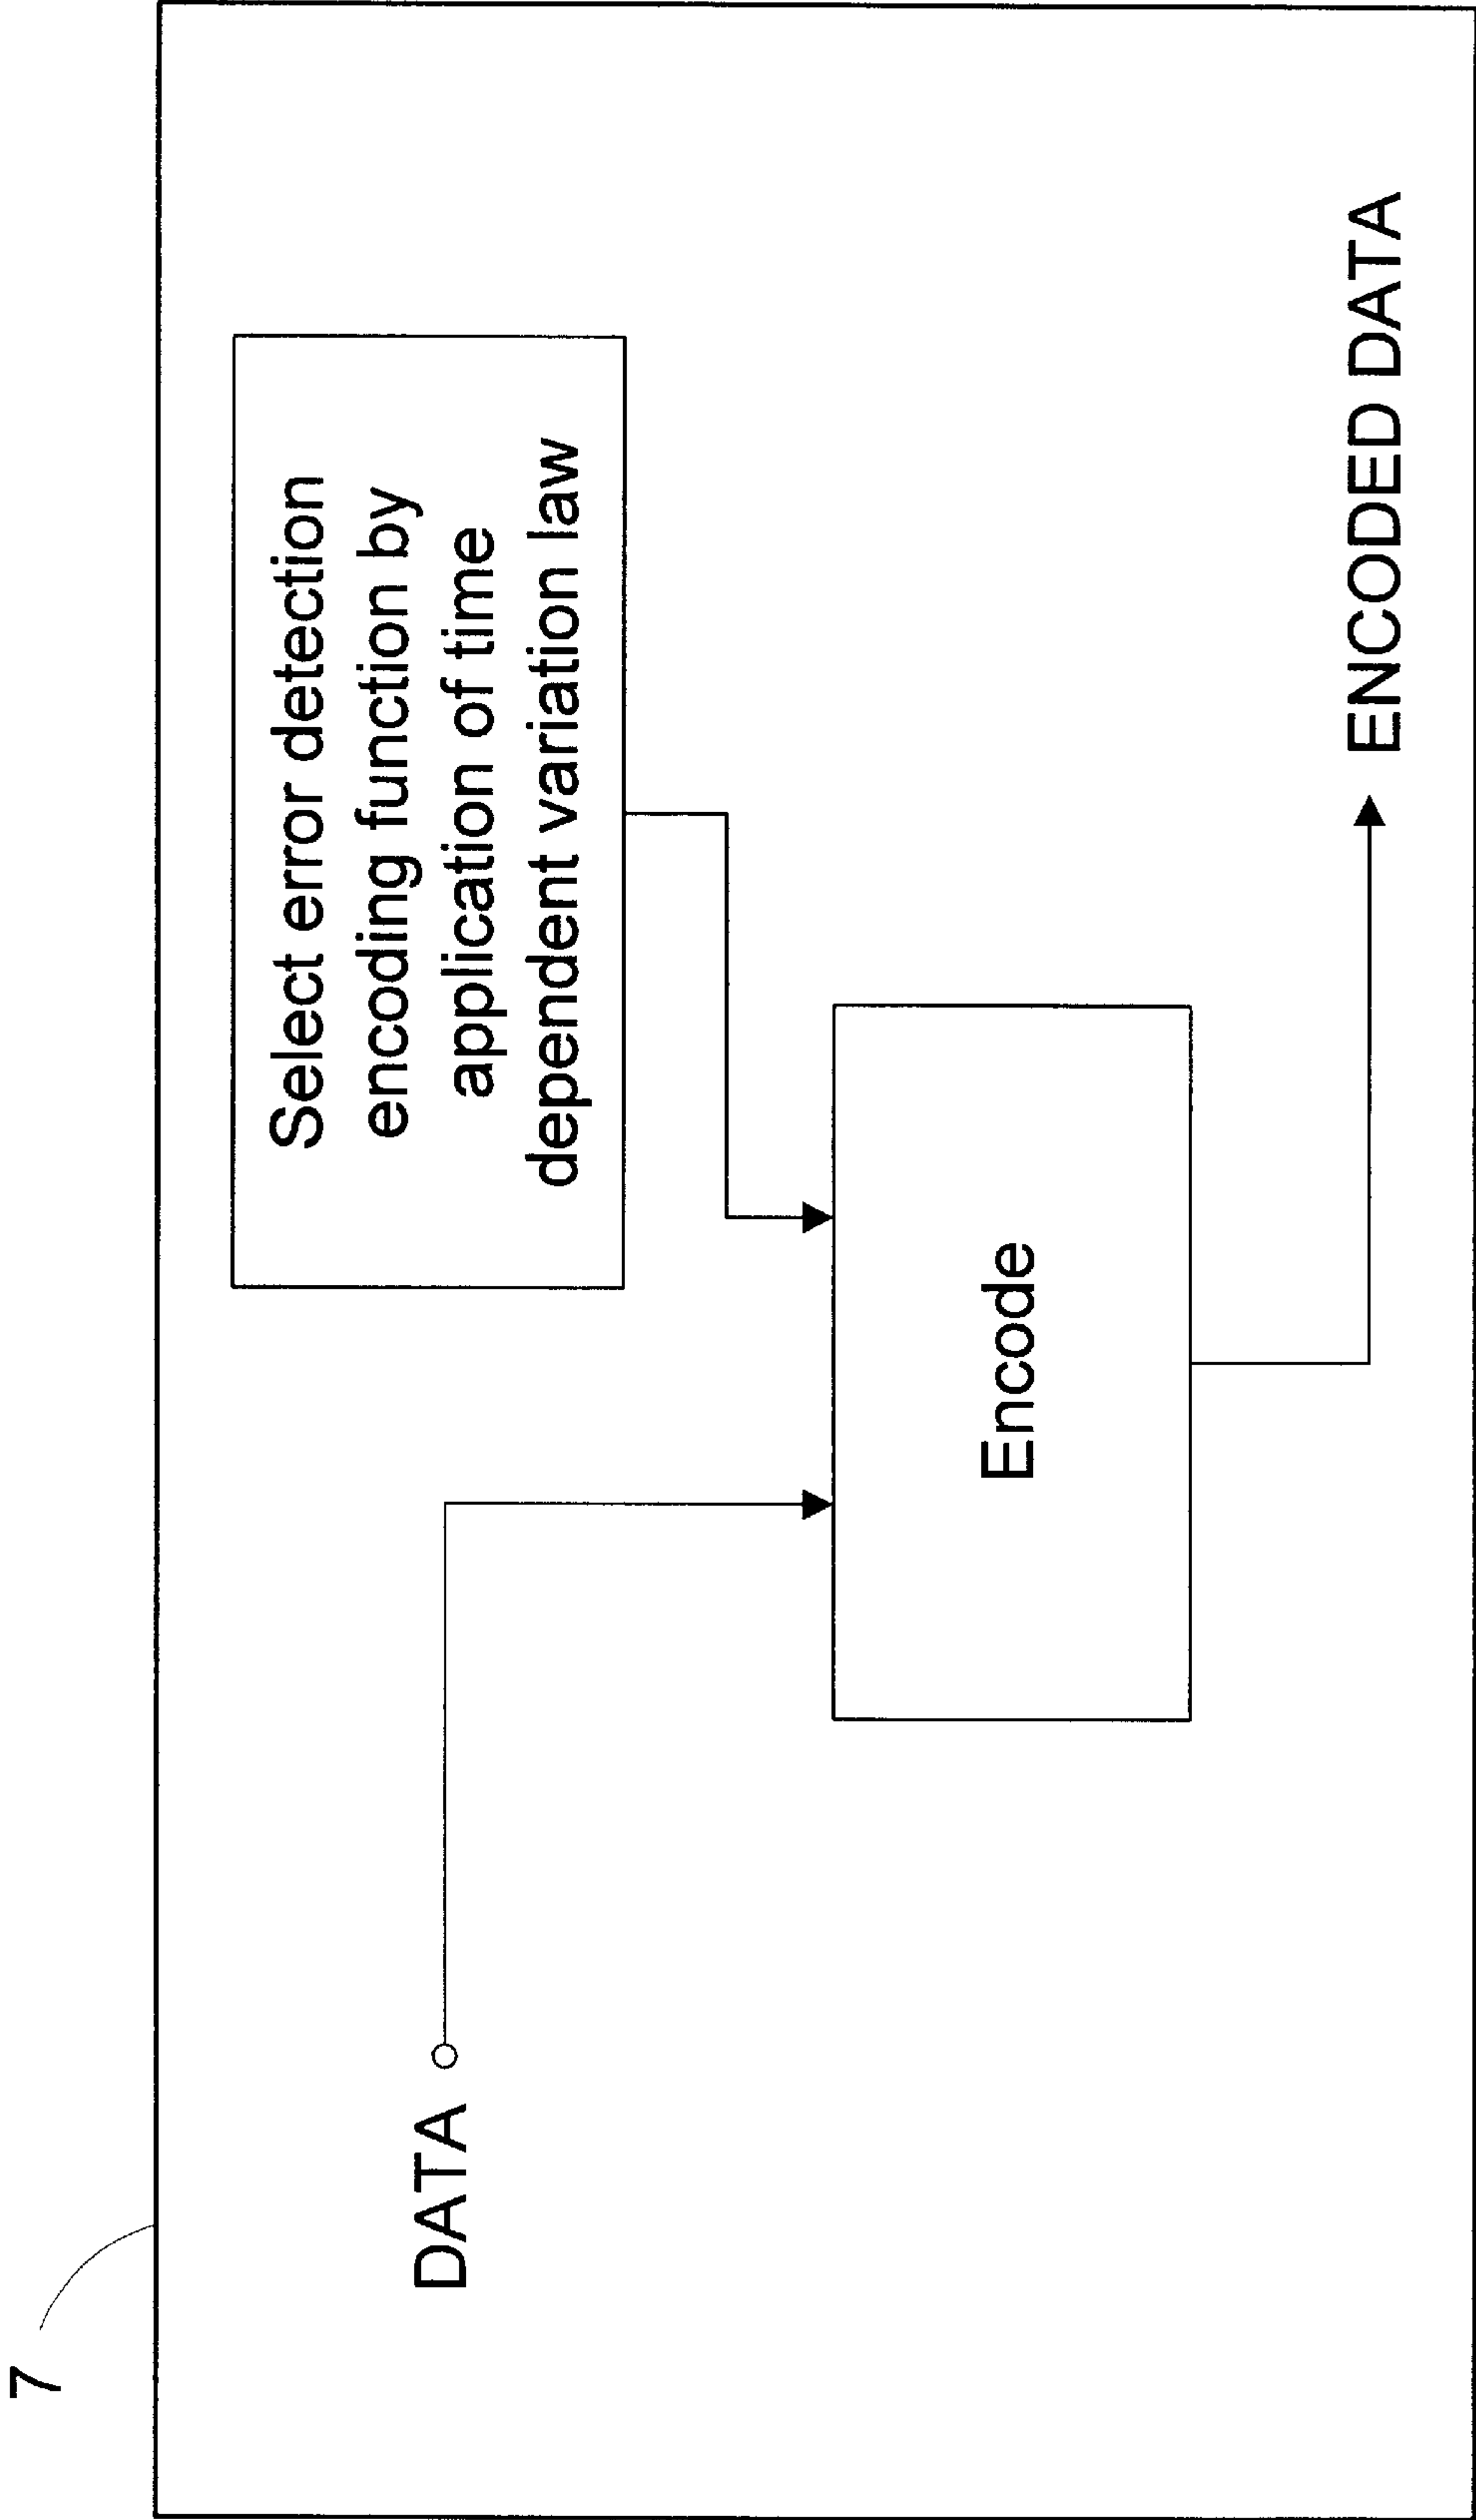 7
Select error detection
encoding function by
application of time
dependent variation law
DATA
Encode
ENCODED DATA